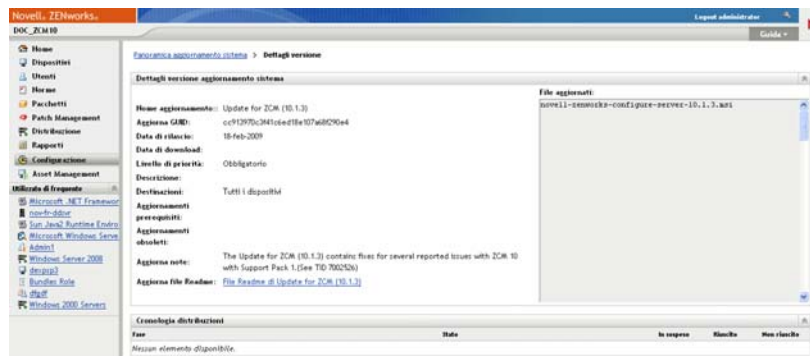 Novell. ZENworks.
Logout administrator
DOC_ZCM10
Guida
Home
Dispositivi
Utenti
Norme
Pacchetti
Patch Management
Distribuzione
Rapporti
Configurazione
Asset Management
Utilizzato di frequente
Microsoft .NET Framewor
Sun Java2 Runtime Enviro
Microsoft Windows Serve
Admin1
Windows Server 2008
Bundles Role
Windows 2000 Servers
Panoramica aggiornamento sistema > Dettagli versione
Dettagli versione aggiornamento sistema
Nome aggiornamento: Update for ZCM (10.1.3)
Aggiorna GUID:
Data di rilascio: 18-feb-2009
Data di download:
Livello di priorità: Obbligatorio
Descrizione:
Destinazioni: Tutti i dispositivi
Aggiornamenti
prerequisiti:
Aggiornamenti
obsoleti:
Aggiorna note: The Update for ZCM (10.1.3) contains fixes for several reported issues with ZCM 10
with Support Pack 1.(See TID 7002526)
Aggiorna file Readme: File Readme di Update for ZCM (10.1.3)
File aggiornati:
novell-zenworks-configure-server-10.1.3.msi
Cronologia distribuzioni
Fase Stato In sospeso Riuscito Non riuscito
Nessun elemento disponibile.